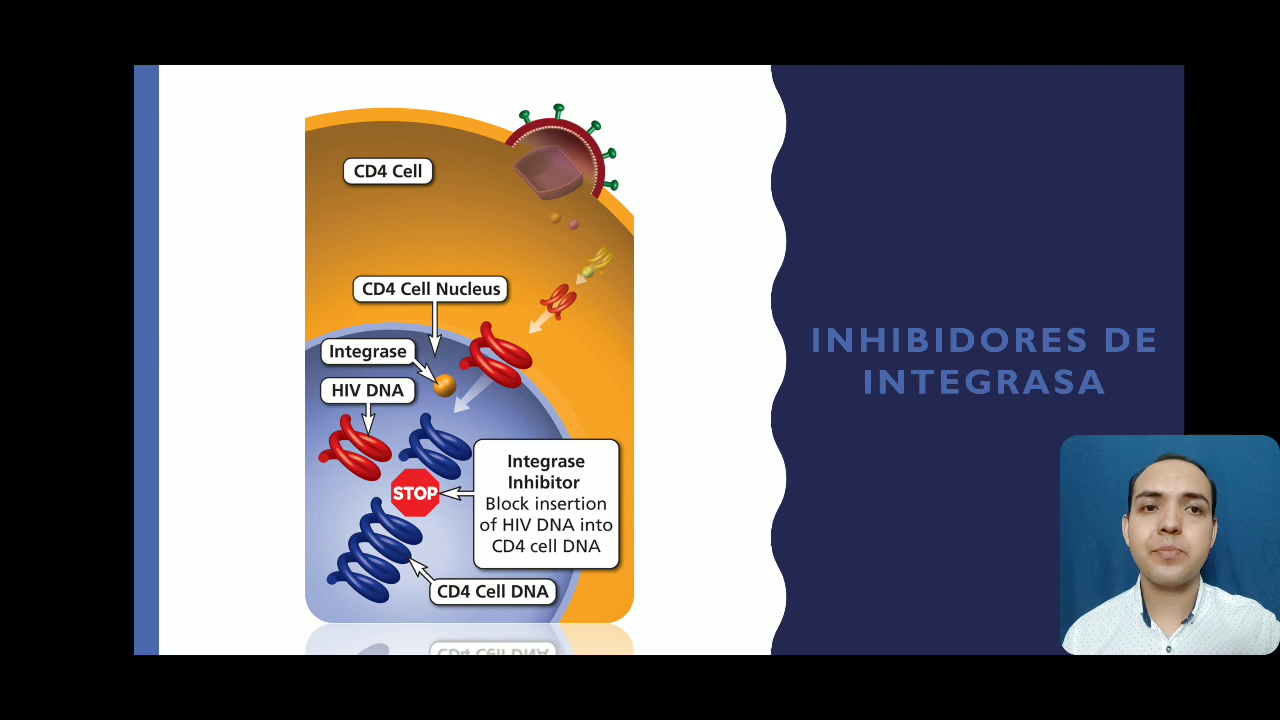 CD4 Cell
CD4 Cell Nucleus
Integrase
HIV DNA
STOP
Integrase
Inhibitor
Block insertion
of HIV DNA into
CD4 cell DNA
CD4 Cell DNA
INHIBIDORES DE
INTEGRASA